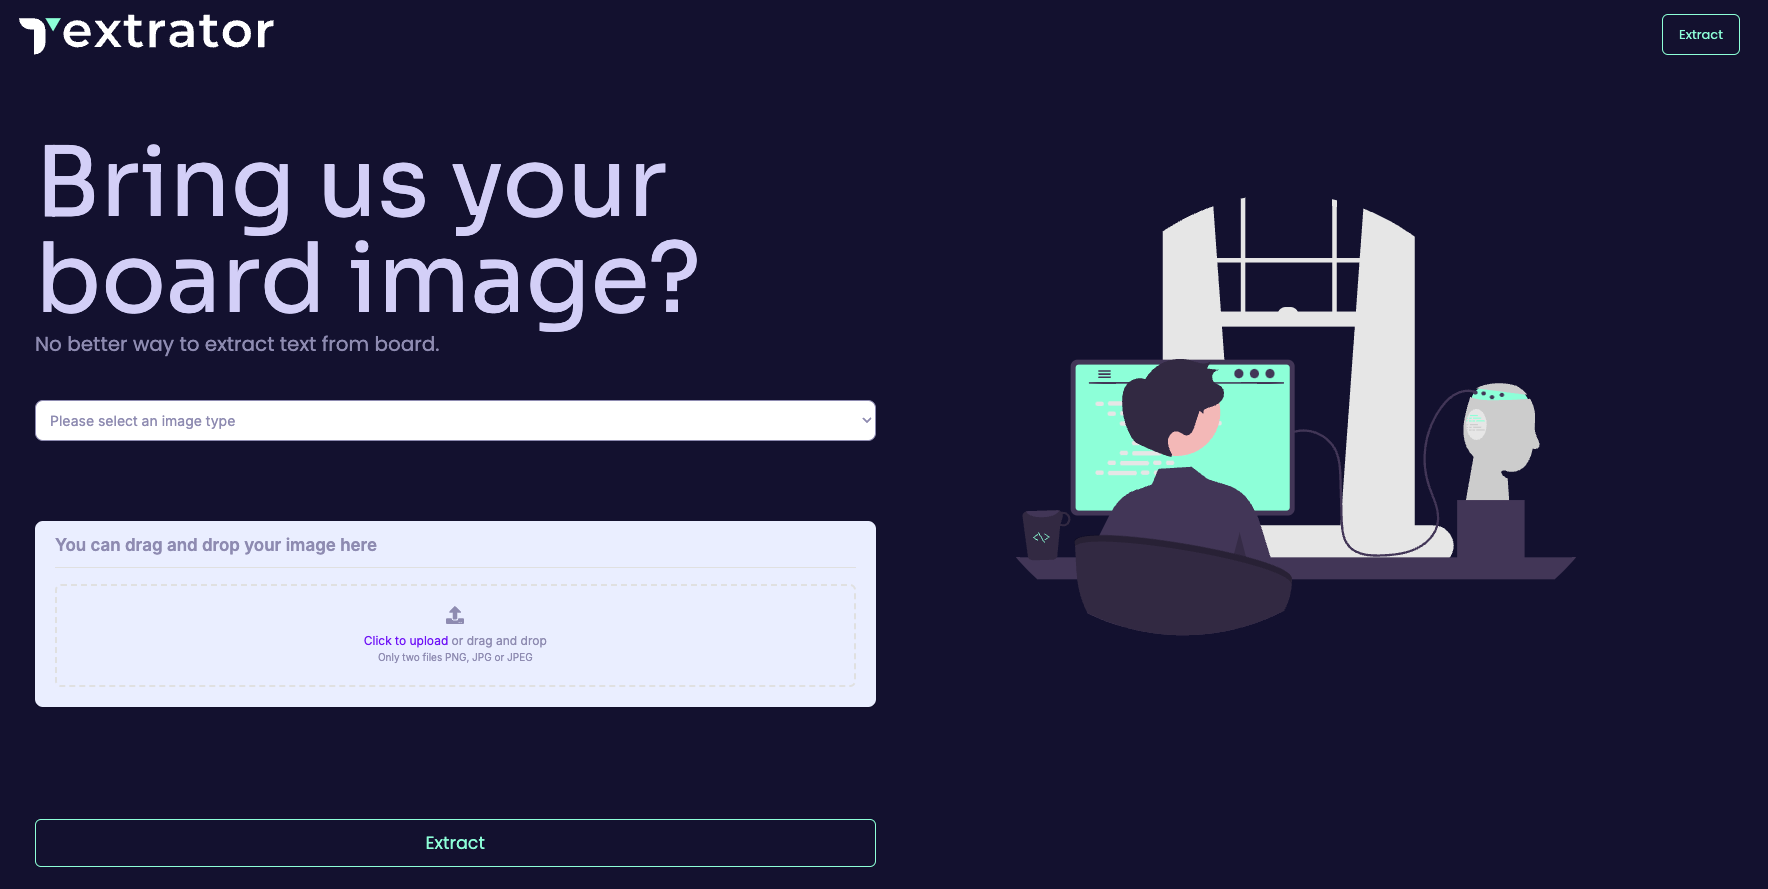 Textrator
Extract
Bring us your
board image?
No better way to extract text from board.
Please select an image type
You can drag and drop your image here
Click to upload or drag and drop
Only two files PNG, JPG or JPEG
<\>
Extract